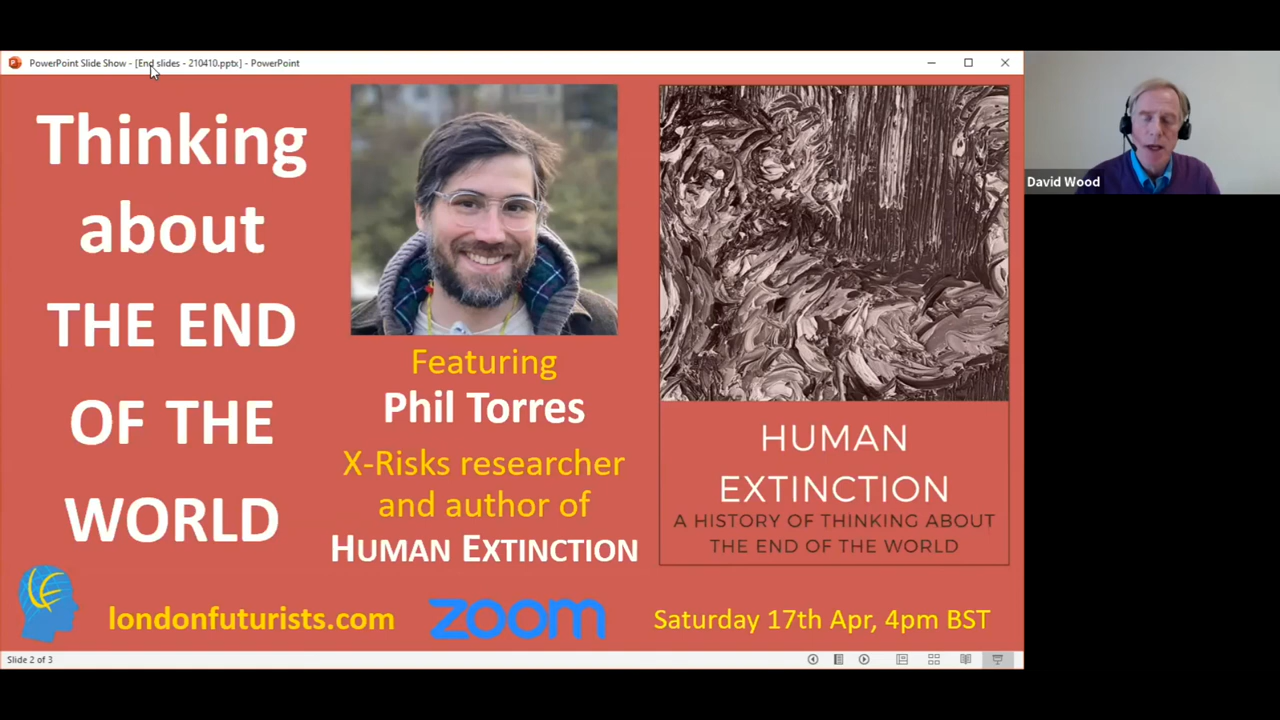 PowerPoint Slide Show - [End slides - 210410.pptx] - PowerPoint
Thinking
about
THE END
OF THE
WORLD
Featuring
Phil Torres
X-Risks researcher
and author of
HUMAN EXTINCTION
HUMAN
EXTINCTION
A HISTORY OF THINKING ABOUT
THE END OF THE WORLD
londonfuturists.com
zoom
Saturday 17th Apr, 4pm BST
Slide 2 of 3
David Wood